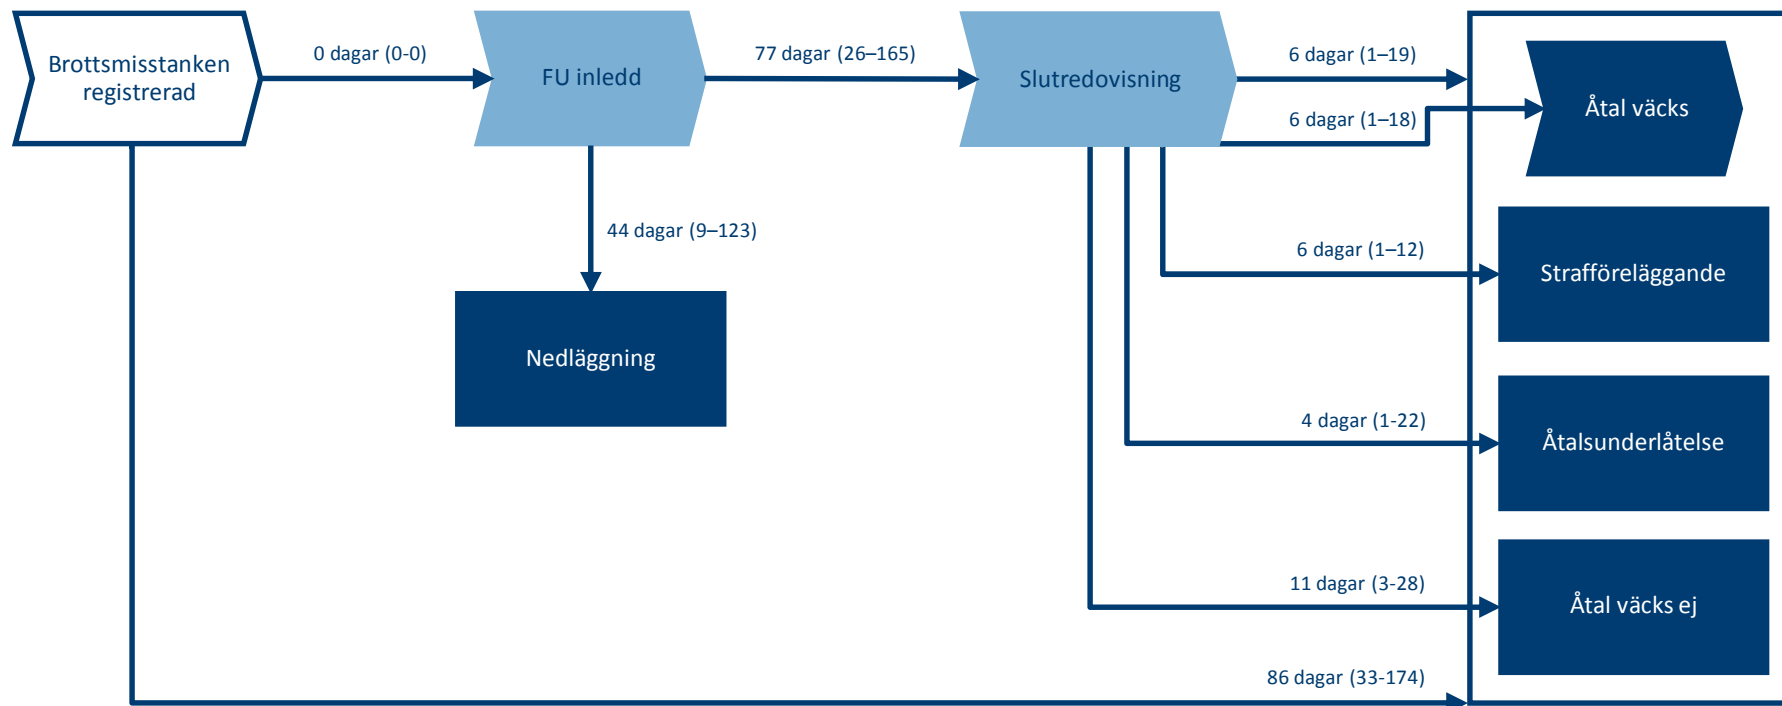 Brottsmisstanken
registrerad
0 dagar (0-0)
FU inledd
77 dagar (26–165)
Slutredovisning
6 dagar (1–19)
6 dagar (1–18)
Åtal väcks
44 dagar (9–123)
6 dagar (1–12)
Strafföreläggande
Nedläggning
4 dagar (1-22)
Åtalsunderlåtelse
11 dagar (3-28)
Åtal väcks ej
86 dagar (33-174)